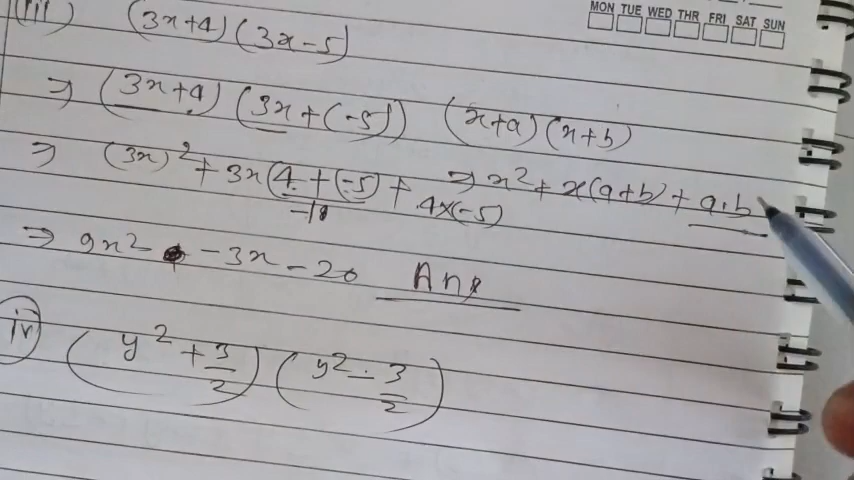 MON TUE WED THR FRI SAT SUN
(iii) (3x+4)(3x-5)
⇒ (3x+4)(3x+(-5)) (x+a)(x+b)
⇒ (3x)² + 3x(4+(-5)) + 4×(-5) ⇒ x² + x(a+b) + a.b
-1
⇒ 9x² -3x -20 Ans
iv) (y² + 3/2)(y² - 3/2)